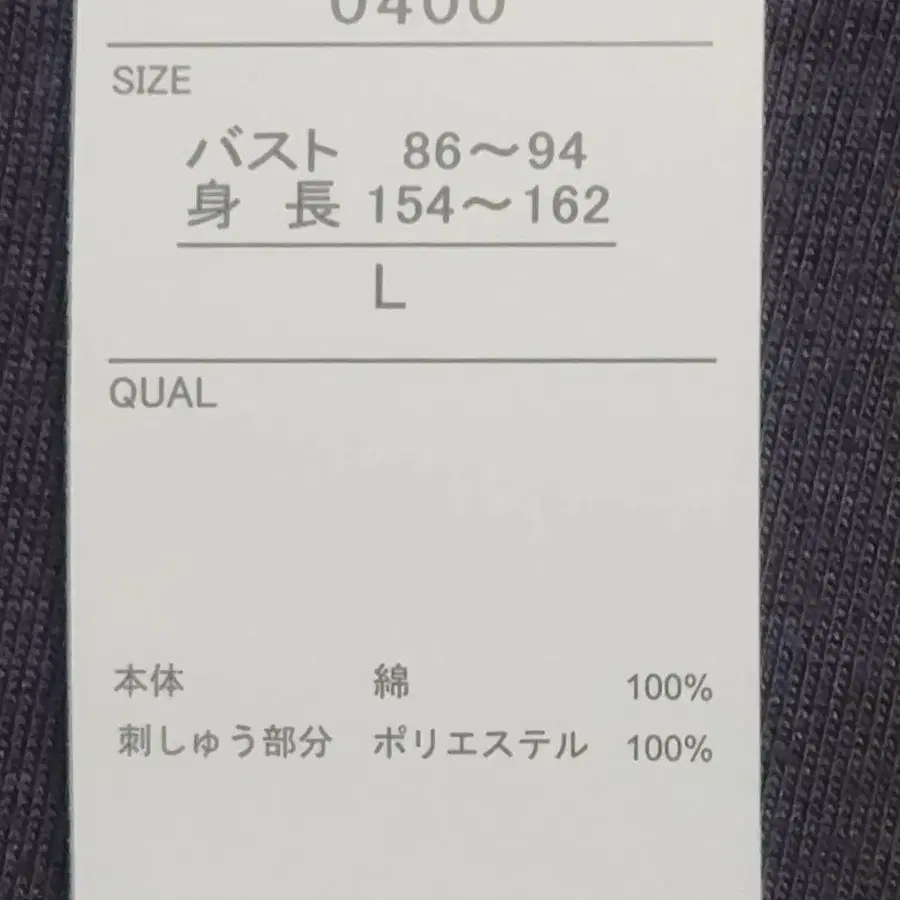 0400
SIZE
バスト 86～94
身 長 154～162
L
QUAL
本体 綿 100%
刺しゅう部分 ポリエステル 100%